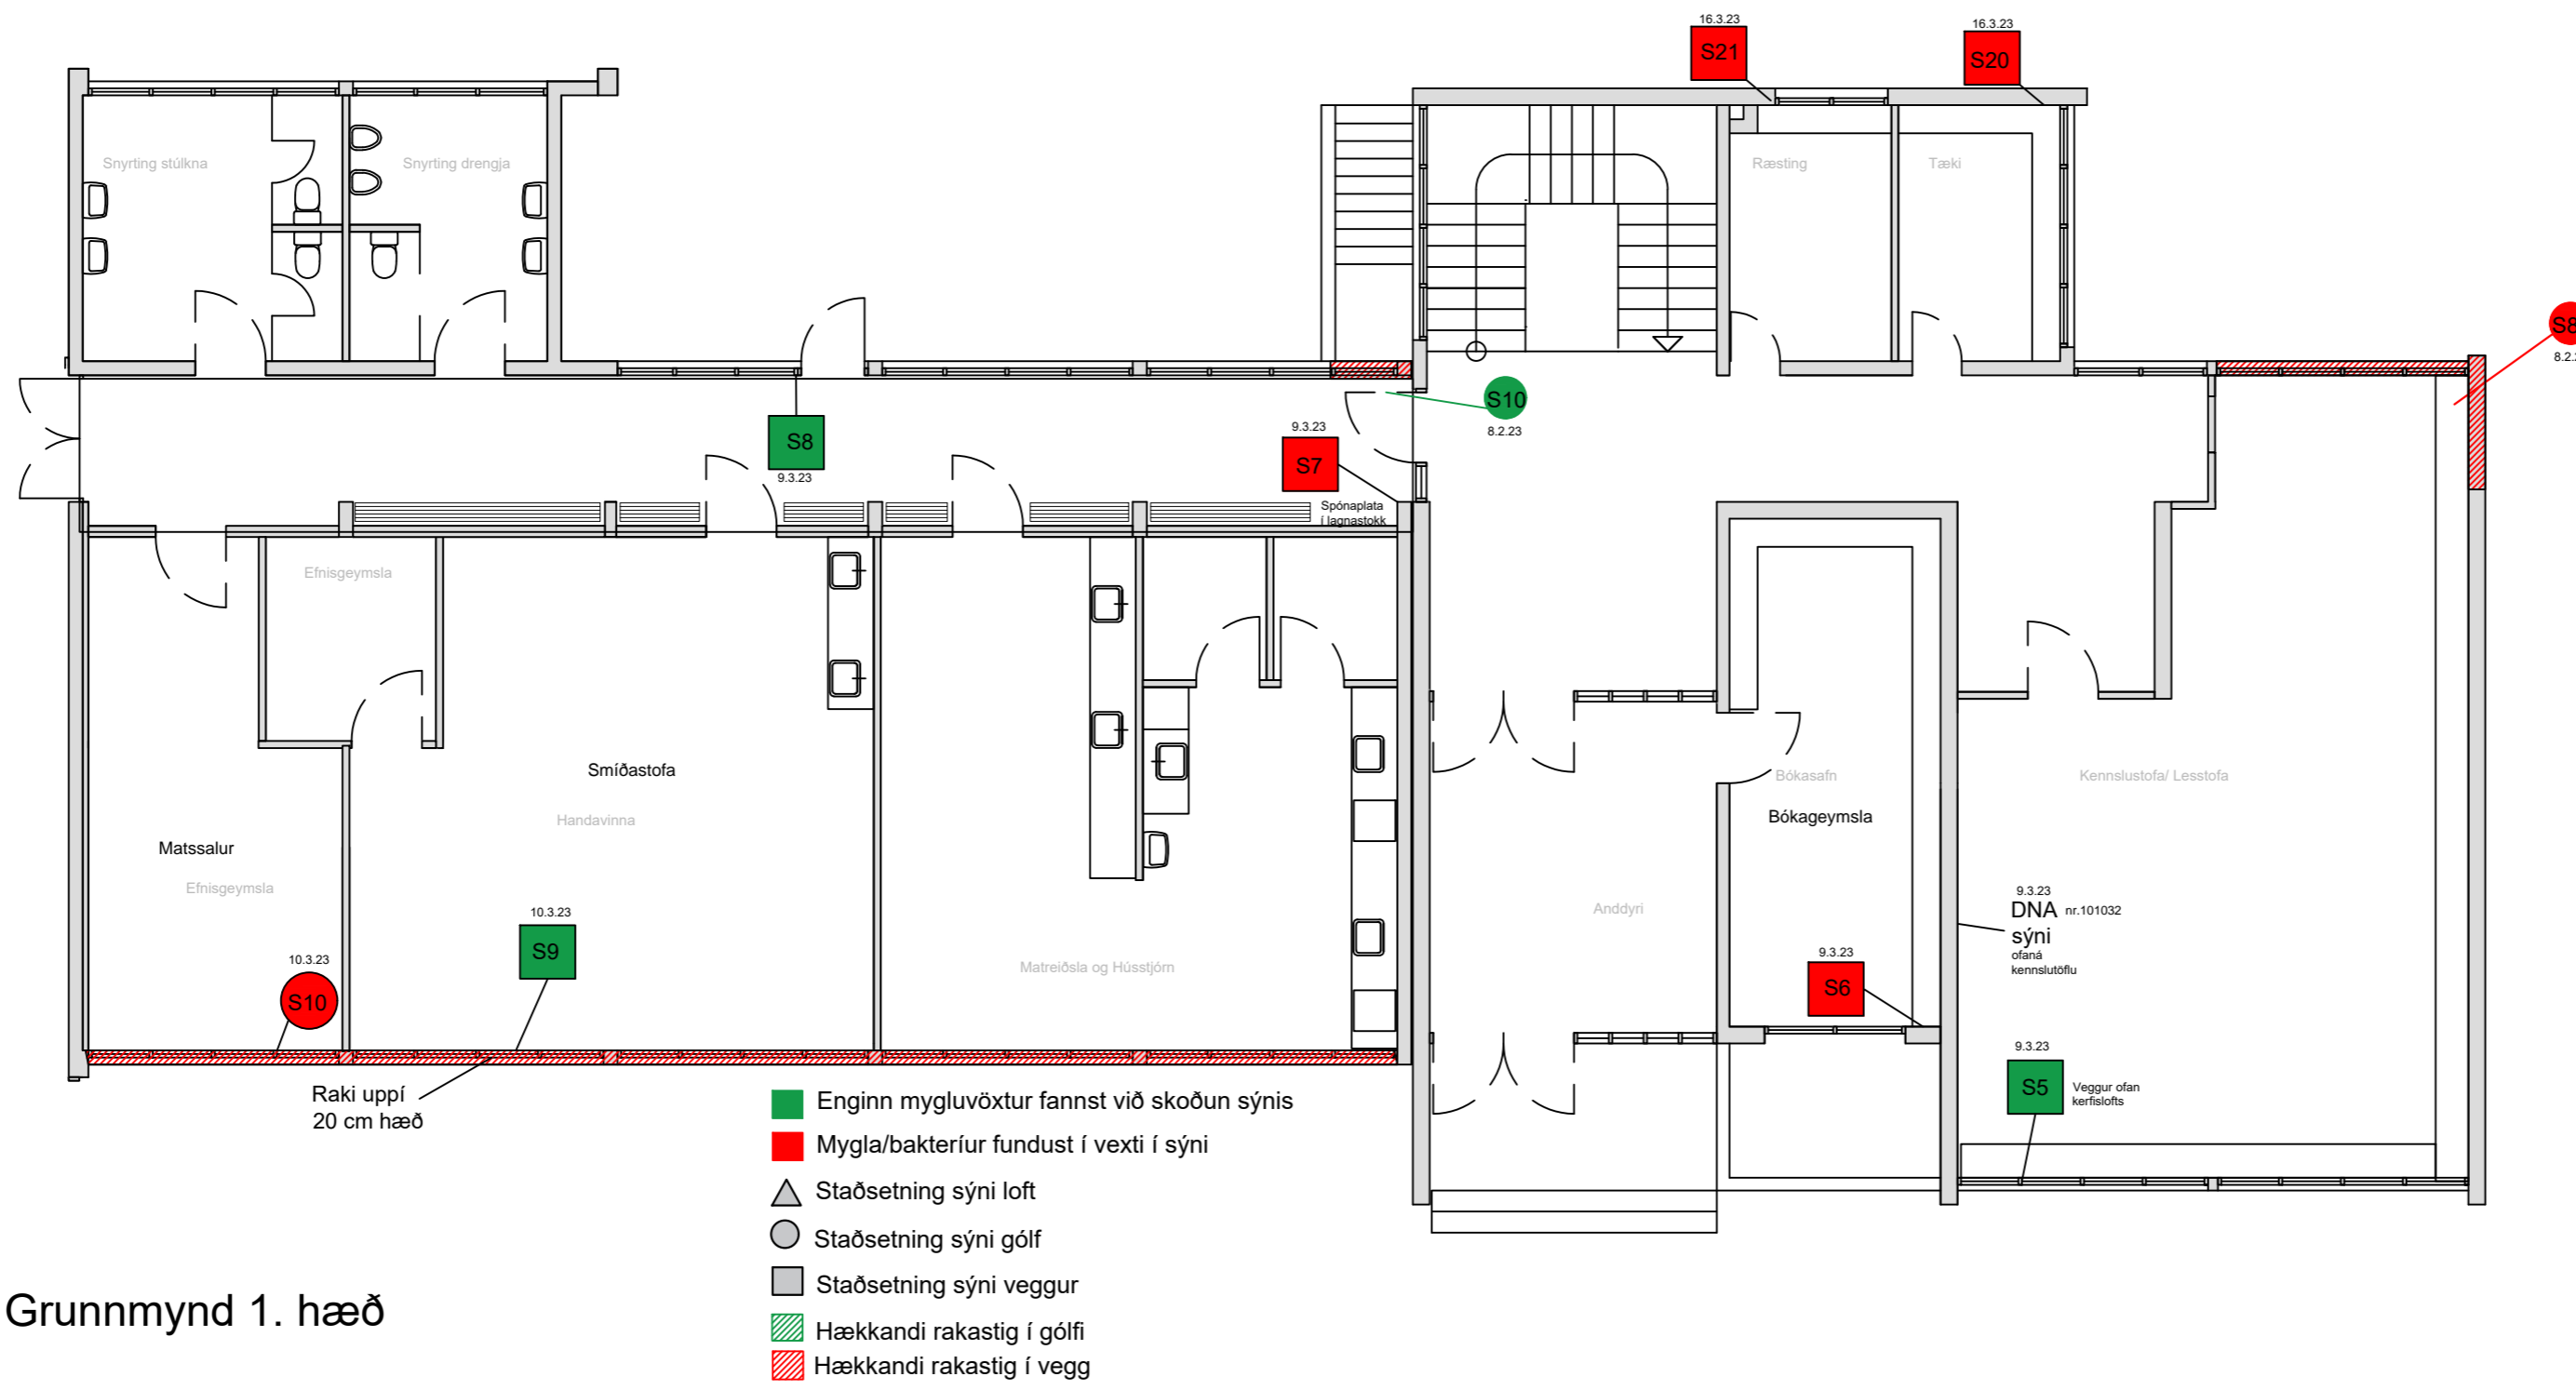 16.3.23
S21
16.3.23
S20
Snyrting stúlkna
Snyrting drengja
Ræsting
Tæki
S8
8.2.
S10
8.2.23
S8
9.3.23
9.3.23
S7
Spónaplata
í lagnastokk
Efnisgeymsla
Smíðastofa
Handavinna
Matssalur
Efnisgeymsla
Bókasafn
Bókageymsla
Kennslustofa/ Lesstofa
Anddyri
9.3.23
DNA nr.101032
sýni
ofaná
kennslutöflu
10.3.23
S9
10.3.23
S10
Matreiðsla og Hússtjórn
9.3.23
S6
9.3.23
S5
Veggur ofan
kerfislofts
Raki uppí
20 cm hæð
Enginn mygluvöxtur fannst við skoðun sýnis
Mygla/bakteríur fundust í vexti í sýni
Staðsetning sýni loft
Staðsetning sýni gólf
Staðsetning sýni veggur
Hækkandi rakastig í gólfi
Hækkandi rakastig í vegg
Grunnmynd 1. hæð